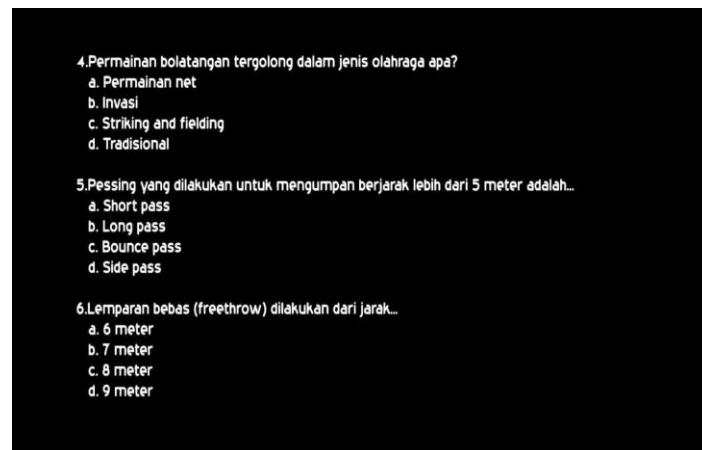 4.Permainan bolatangan tergolong dalam jenis olahraga apa?
a. Permainan net
b. Invasi
c. Striking and fielding
d. Tradisional
5.Pessing yang dilakukan untuk mengumpan berjarak lebih dari 5 meter adalah...
a. Short pass
b. Long pass
c. Bounce pass
d. Side pass
6.Lemparan bebas (freethrow) dilakukan dari jarak...
a. 6 meter
b. 7 meter
c. 8 meter
d. 9 meter